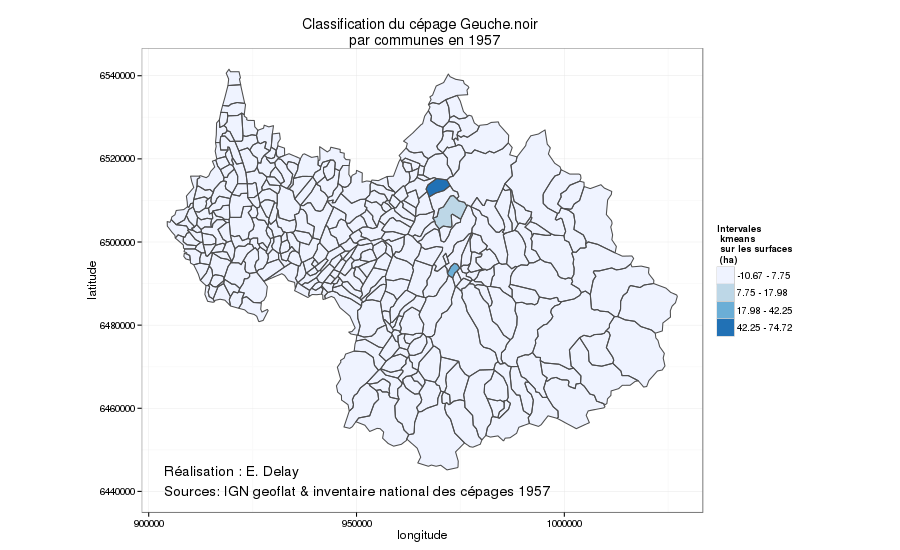 Classification du cépage Geuche.noir
par communes en 1957
latitude
6540000
6520000
6500000
6480000
6460000
6440000
Réalisation : E. Delay
Sources: IGN geoflat & inventaire national des cépages 1957
900000
950000
1000000
longitude
Intervales
kmeans
sur les surfaces
(ha)
-10.67 - 7.75
7.75 - 17.98
17.98 - 42.25
42.25 - 74.72